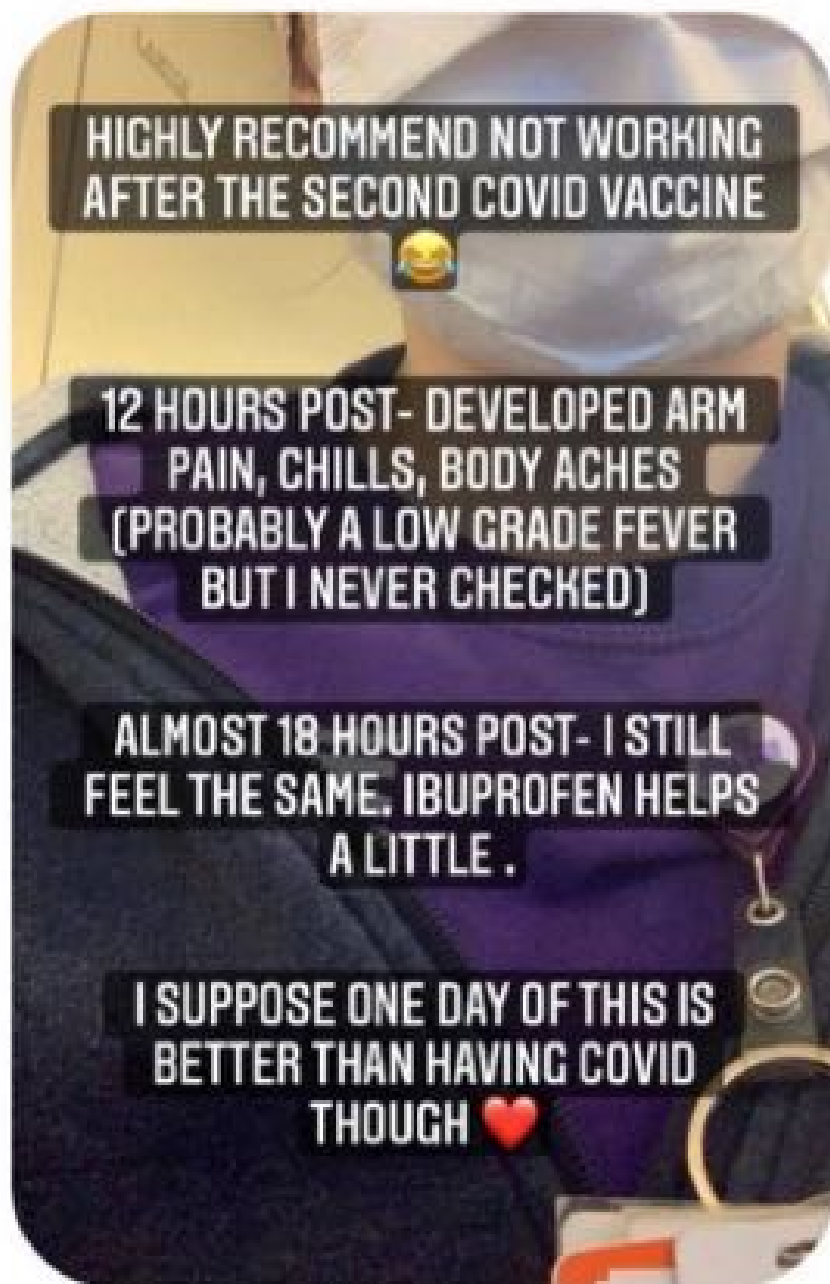 HIGHLY RECOMMEND NOT WORKING
AFTER THE SECOND COVID VACCINE
😂
12 HOURS POST- DEVELOPED ARM
PAIN, CHILLS, BODY ACHES
(PROBABLY A LOW GRADE FEVER
BUT I NEVER CHECKED)
ALMOST 18 HOURS POST- I STILL
FEEL THE SAME. IBUPROFEN HELPS
A LITTLE .
I SUPPOSE ONE DAY OF THIS IS
BETTER THAN HAVING COVID
THOUGH ❤️